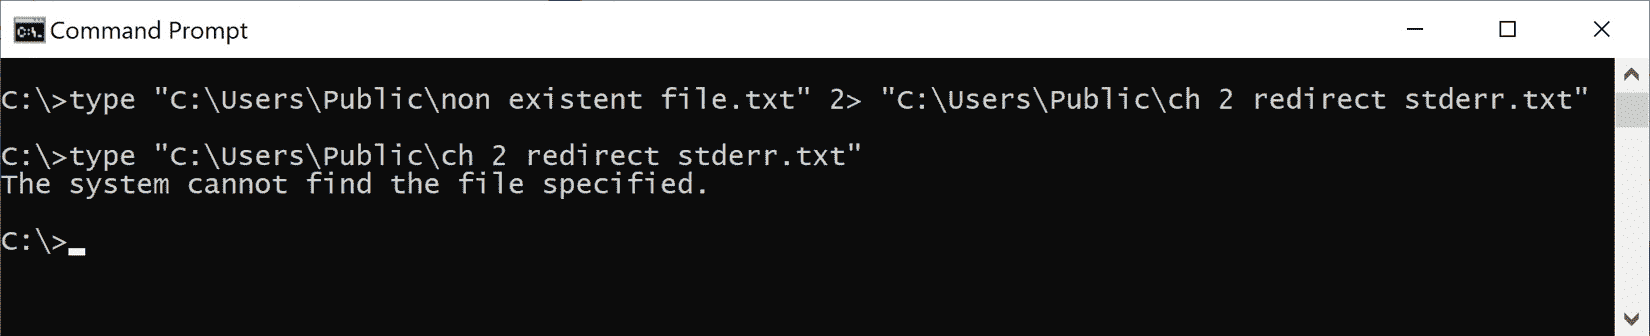 Command Prompt
C:\>type "C:\Users\Public\non existent file.txt" 2> "C:\Users\Public\ch 2 redirect stderr.txt"
C:\>type "C:\Users\Public\ch 2 redirect stderr.txt"
The system cannot find the file specified.
C:\>